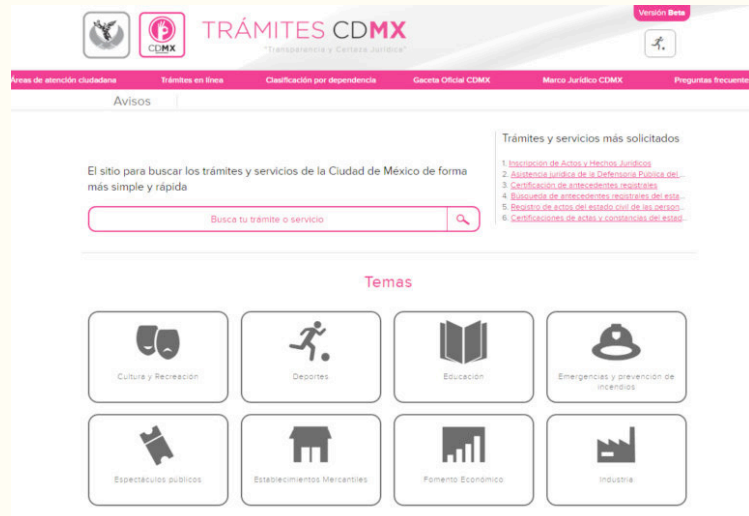 Versión Beta
CDMX
TRÁMITES CDMX
"Transparencia y Certeza Jurídica"
Áreas de atención ciudadana
Trámites en línea
Clasificación por dependencia
Gaceta Oficial CDMX
Marco Jurídico CDMX
Preguntas frecuente
Avisos
El sitio para buscar los trámites y servicios de la Ciudad de México de forma
más simple y rápida
Busca tu trámite o servicio
Trámites y servicios más solicitados
1. Inscripción de Actos y Hechos Jurídicos
2. Asistencia jurídica de la Defensoría Pública del ...
3. Certificación de antecedentes registrales
4. Búsqueda de antecedentes registrales del esta...
5. Registro de actos del estado civil de las person...
6. Certificaciones de actas y constancias del estad...
Temas
Cultura y Recreación
Deportes
Educación
Emergencias y prevención de
incendios
Espectáculos públicos
Establecimientos Mercantiles
Fomento Económico
Industria